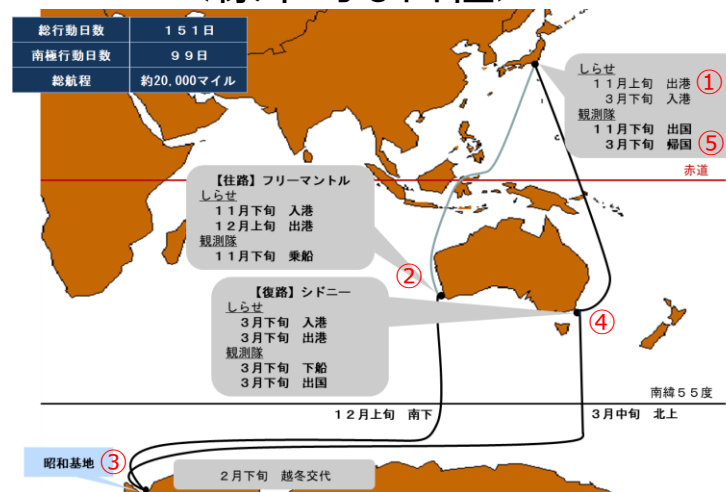 総行動日数 151日
南極行動日数 99日
総航程 約20,000マイル
しらせ
11月上旬 出港 ①
3月下旬 入港
観測隊
11月下旬 出国
3月下旬 帰国 ⑤
赤道
【往路】フリーマントル
しらせ
11月下旬 入港
12月上旬 出港
観測隊
11月下旬 乗船
②
【復路】シドニー
しらせ
3月下旬 入港
3月下旬 出港
観測隊
3月下旬 下船
3月下旬 出国
④
南緯55度
12月上旬 南下
3月中旬 北上
昭和基地 ③
2月下旬 越冬交代